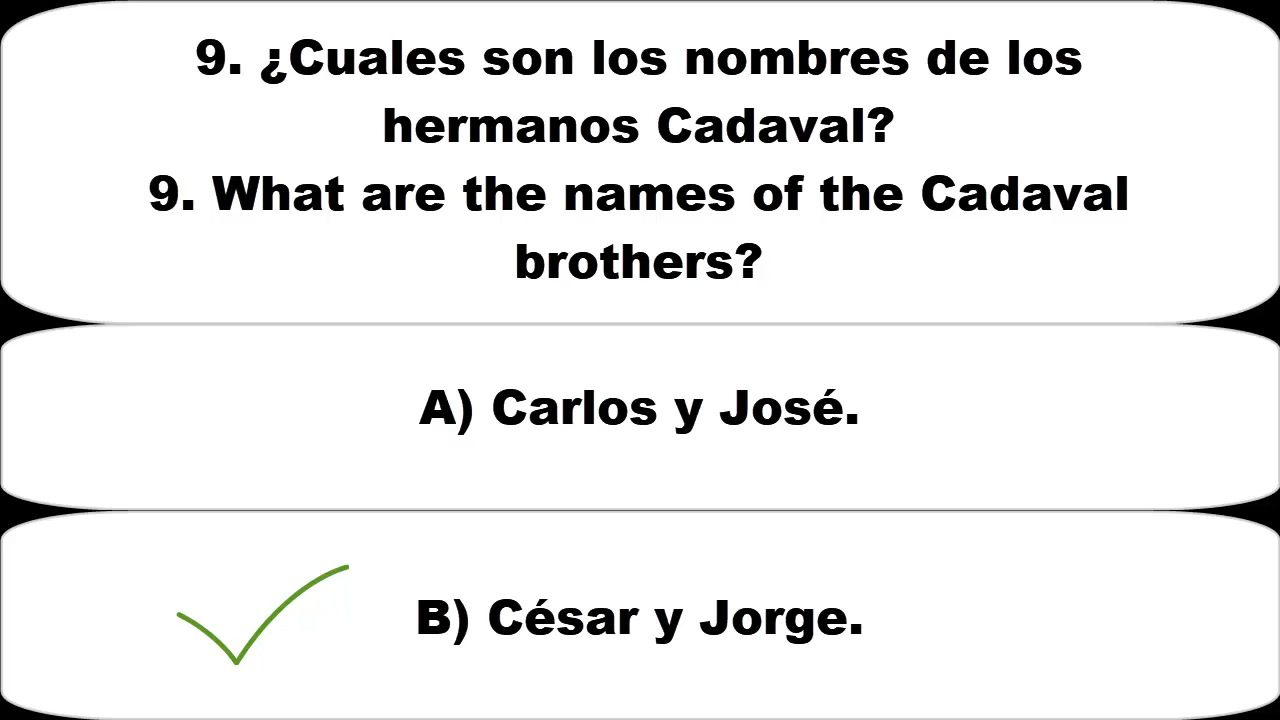 9. ¿Cuales son los nombres de los
hermanos Cadaval?
9. What are the names of the Cadaval
brothers?
A) Carlos y José.
B) César y Jorge.